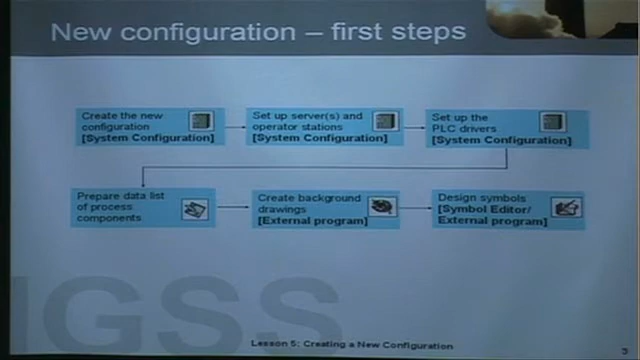 New configuration – first steps
Create the new
configuration
[System Configuration]
Set up server(s) and
operator stations
[System Configuration]
Set up the
PLC drivers
[System Configuration]
Prepare data list
of process
components
Create background
drawings
[External program]
Design symbols
[Symbol Editor/
External program]
IGSS
Lesson 5: Creating a New Configuration
3